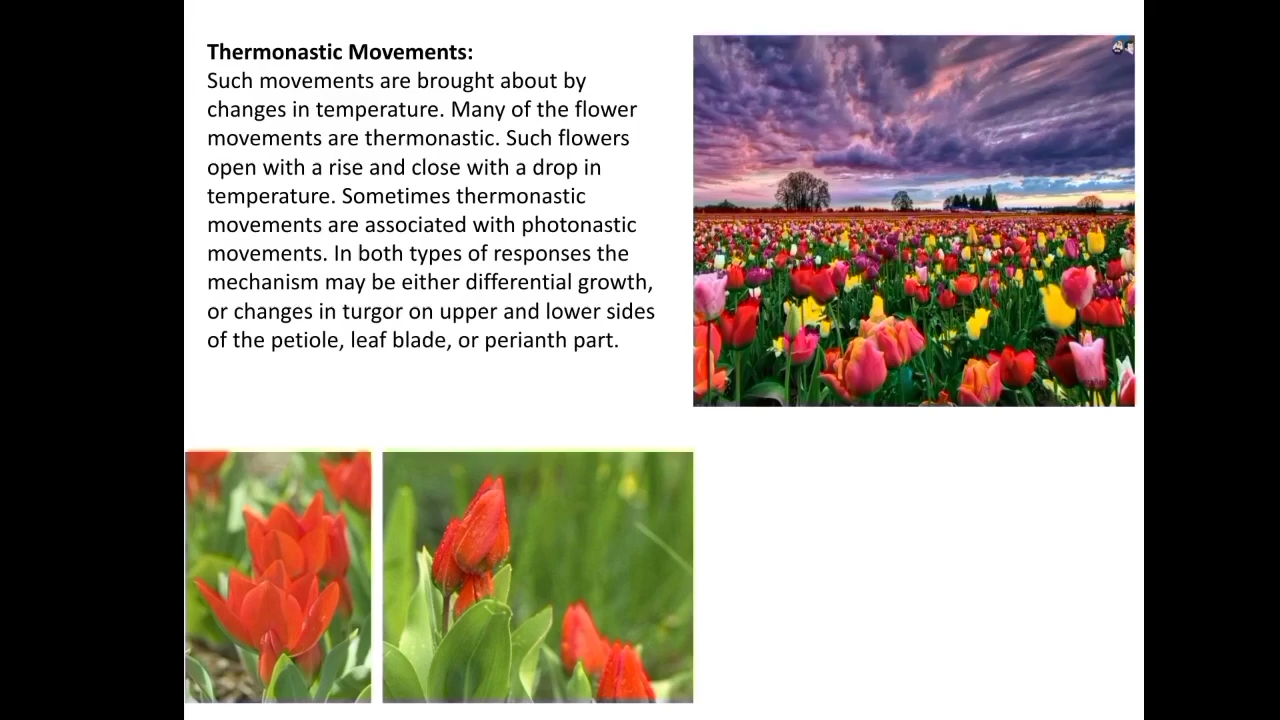 Thermonastic Movements:
Such movements are brought about by
changes in temperature. Many of the flower
movements are thermonastic. Such flowers
open with a rise and close with a drop in
temperature. Sometimes thermonastic
movements are associated with photonastic
movements. In both types of responses the
mechanism may be either differential growth,
or changes in turgor on upper and lower sides
of the petiole, leaf blade, or perianth part.